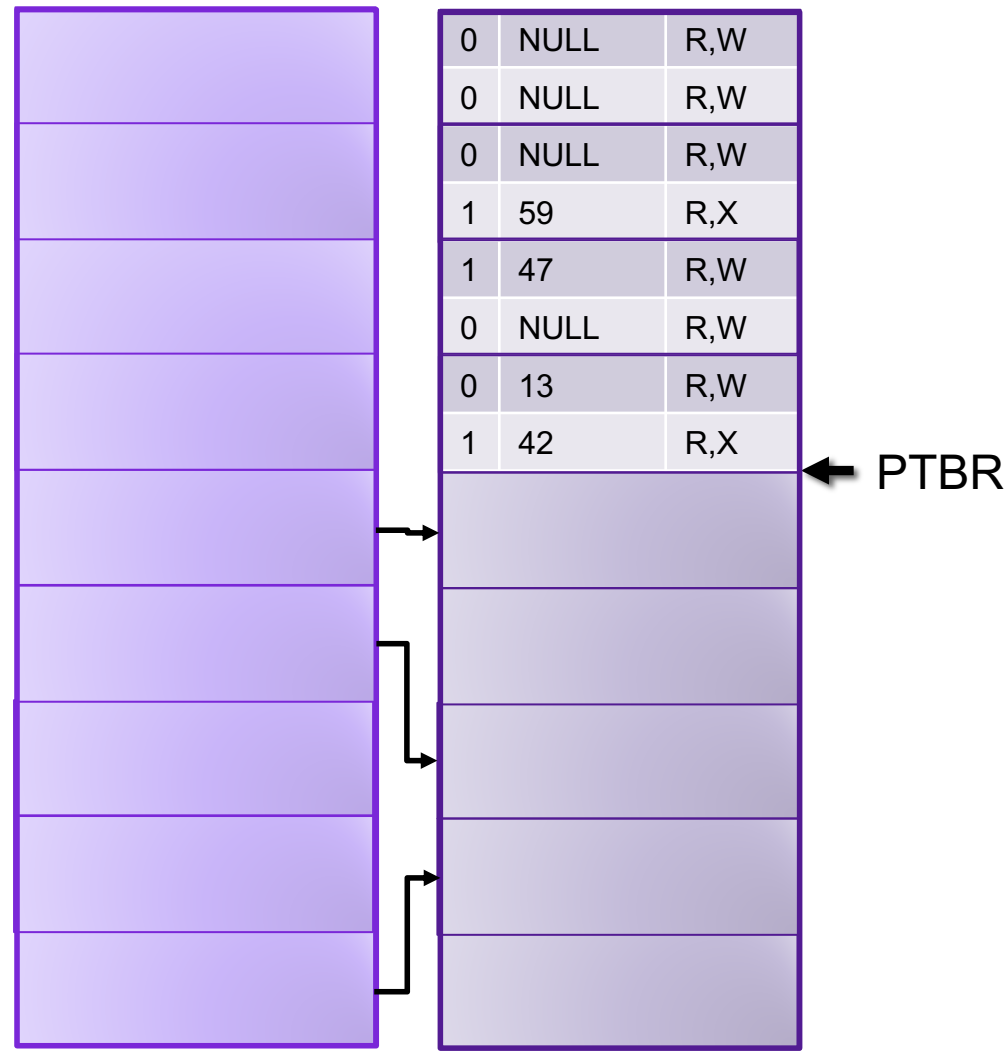 0 NULL R,W
0 NULL R,W
0 NULL R,W
1 59 R,X
1 47 R,W
0 NULL R,W
0 13 R,W
1 42 R,X
PTBR